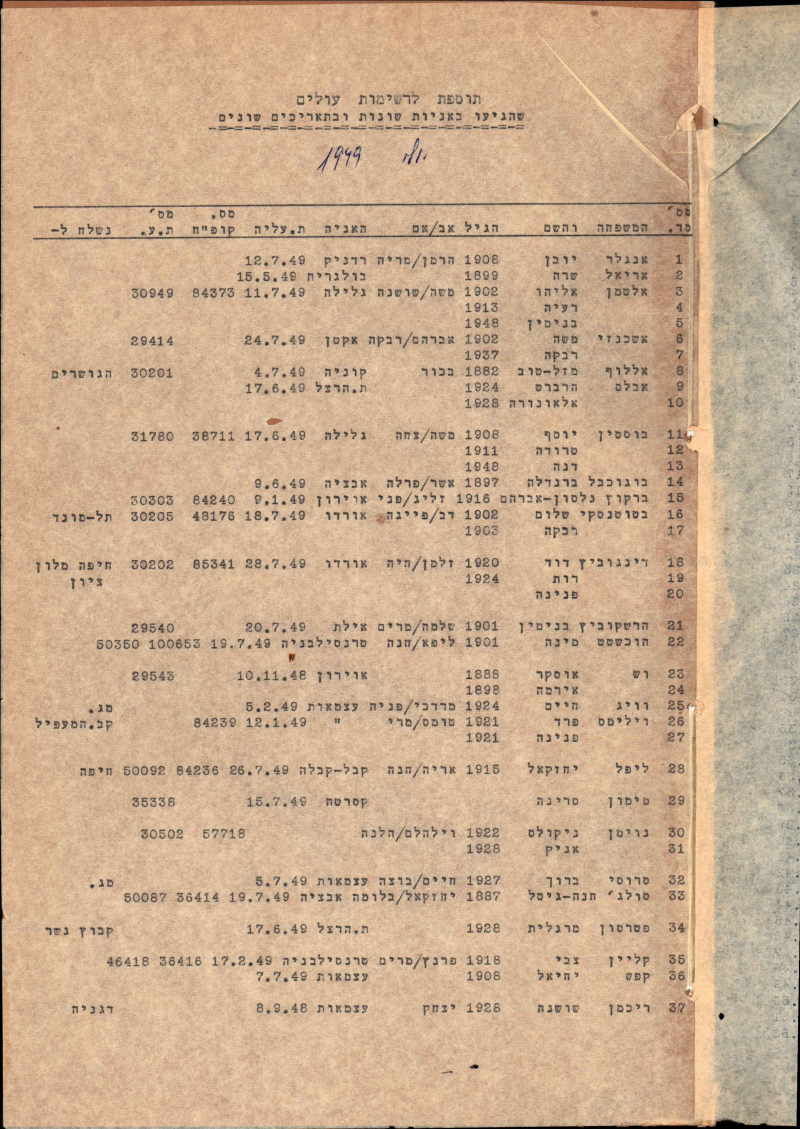 תוספת לרשימות עולים
שהגיעו באניות שונות ובתאריכים שונים
1949
מס׳ מס. מס׳
סד. המשפחה והשם הגיל אב/אם האניה ת.עליה קופ"ח ת.ע. נשלח ל-
1 אנגלר יובן 1908 הרמן/מריה רדניק 12.7.49
2 אריאל שרה 1899 בולגריה 15.5.49
3 אלטמן אליהו 1902 משה/שושנה גלילה 11.7.49 84373 30949
4 רעיה 1913
5 בנימין 1948
6 אשכנזי משה 1902 אברהם/רבקה אקסן 24.7.49 29414
7 רבקה 1937
8 אללוף מזל-טוב 1882 בכור קוניה 4.7.49 30201 הגושרים
9 אבלס הרברט 1924 ת.הרצל 17.6.49
10 אלאונורה 1928
11 בוסטין יוסף 1908 משה/צחה גלילה 17.6.49 38711 31780
12 טרודה 1911
13 דנה 1948
14 בוגוכבל ברנדלה 1897 אשר/פרלה אבציה 9.6.49
15 ברקוץ נלסון-אברהם 1916 זליג/פני אוירון 9.1.49 84240 30303
16 בטוטנסקי שלום 1902 דב/פייגה אורדו 18.7.49 48176 30205 תל-מונד
17 רבקה 1903
18 דינגוביץ דוד 1920 זלמן/חיה אורדו 28.7.49 85341 30202 חיפה מלון
19 רות 1924 ציון
20 פנינה
21 הרשקוביץ בנימין 1901 שלמה/מרים אילת 20.7.49 29540
22 הוכשטט מינה 1901 ליפא/חנה טרנסילבניה 19.7.49 100653 50350
23 וש אוסקר 1888 אוירון 10.11.48 29543
24 אירמה 1898
25 וויג חיים 1924 מרדכי/פניה עצמאות 5.2.49 מג.
26 וילימס פרד 1921 טומס/מרי " 12.1.49 84239 קב.המעפיל
27 פנינה 1921
28 ליפל יחזקאל 1915 אריה/חנה קבל-קבלה 26.7.49 84236 50092 חיפה
29 מימון מרינה קסרטה 15.7.49 35338
30 נוימן ניקולס 1922 וילהלם/הלנה 57718 30502
31 אניק 1928
32 סרוסי ברוך 1927 חיים/בוצה עצמאות 5.7.49 מג.
33 סולג׳ חנה-גיטל 1887 יחזקאל/בלומה אבציה 19.7.49 36414 50087
34 פטרסון מרגלית 1928 ת.הרצל 17.6.49 קבוץ גשר
35 קליין צבי 1918 פרנץ/מרים טרנסילבניה 17.2.49 36416 46418
36 קפש יחיאל 1908 עצמאות 7.7.49
37 ריכמן שושנה 1926 יצחק עצמאות 8.9.48 דגניה